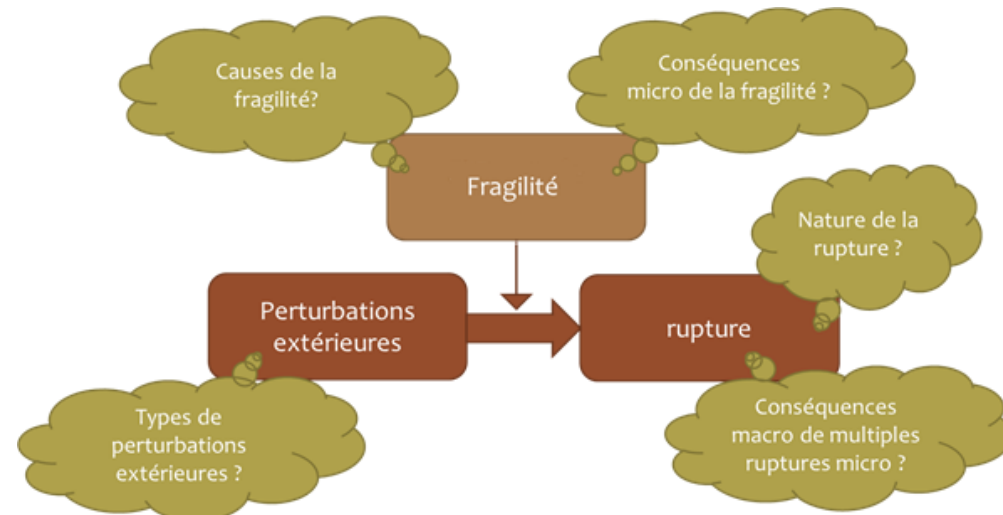 Causes de la
fragilité?
Conséquences
micro de la fragilité ?
Fragilité
Nature de la
rupture ?
Perturbations
extérieures
rupture
Types de
perturbations
extérieures ?
Conséquences
macro de multiples
ruptures micro ?